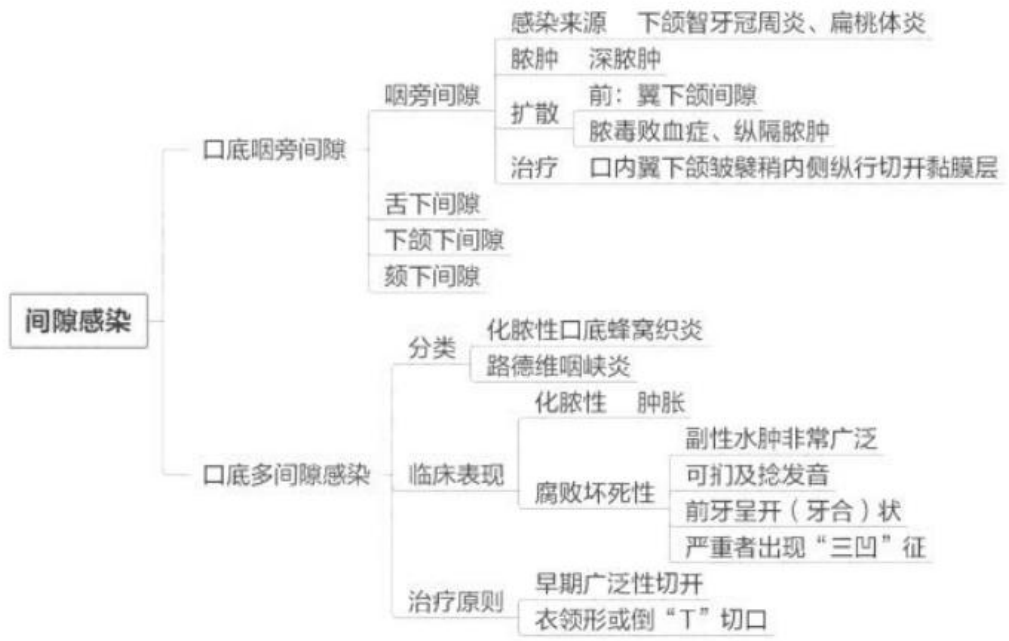 间隙感染
口底咽旁间隙
咽旁间隙
感染来源 下颌智牙冠周炎、扁桃体炎
脓肿 深脓肿
扩散
前：翼下颌间隙
脓毒败血症、纵隔脓肿
治疗 口内翼下颌皱襞稍内侧纵行切开黏膜层
舌下间隙
下颌下间隙
颏下间隙
口底多间隙感染
分类
化脓性口底蜂窝织炎
路德维咽峡炎
临床表现
化脓性 肿胀
腐败坏死性
副性水肿非常广泛
可扪及捻发音
前牙呈开（牙合）状
严重者出现“三凹”征
治疗原则
早期广泛性切开
衣领形或倒“T”切口